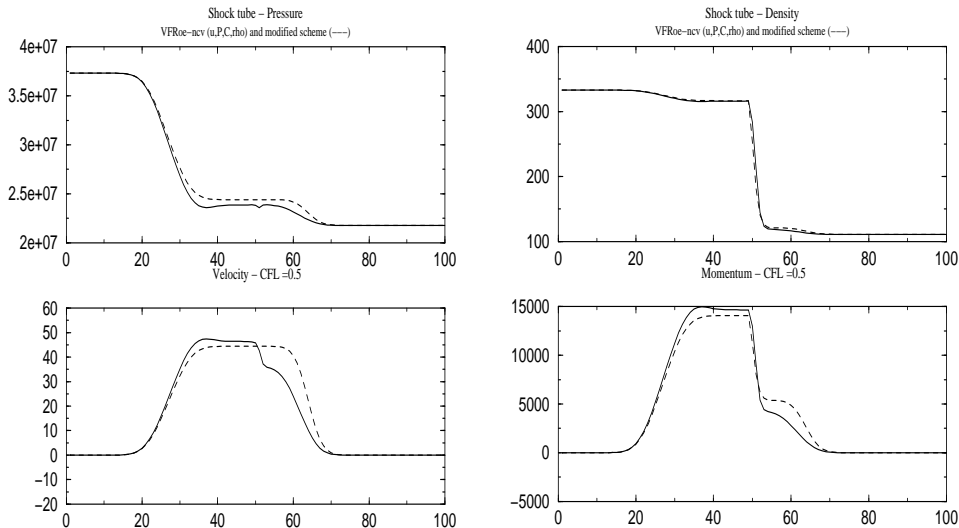 Shock tube – Pressure
VFRoe–ncv (u,P,C,rho) and modified scheme (−−−)
4e+07
3.5e+07
3e+07
2.5e+07
2e+07
0 20 40 60 80 100
Shock tube – Density
VFRoe–ncv (u,P,C,rho) and modified scheme (−−−)
400
300
200
100
0 20 40 60 80 100
Velocity – CFL =0.5
60
50
40
30
20
10
0
−10
−20
0 20 40 60 80 100
Momentum – CFL =0.5
15000
10000
5000
0
−5000
0 20 40 60 80 100